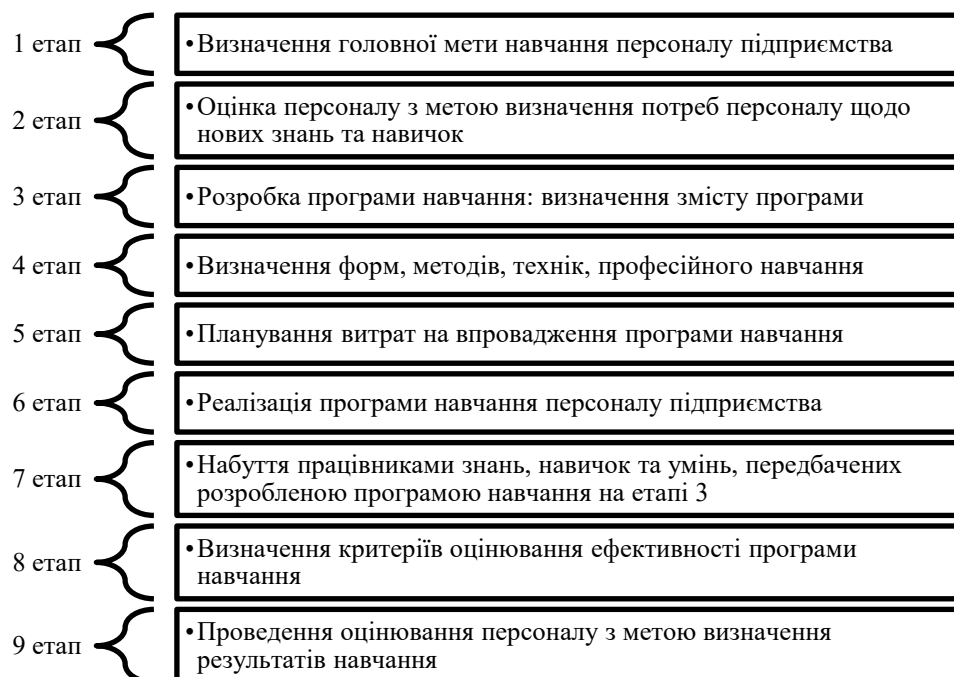 1 етап
•Визначення головної мети навчання персоналу підприємства
2 етап
•Оцінка персоналу з метою визначення потреб персоналу щодо
нових знань та навичок
3 етап
•Розробка програми навчання: визначення змісту програми
4 етап
•Визначення форм, методів, технік, професійного навчання
5 етап
•Планування витрат на впровадження програми навчання
6 етап
•Реалізація програми навчання персоналу підприємства
7 етап
•Набуття працівниками знань, навичок та умінь, передбачених
розробленою програмою навчання на етапі 3
8 етап
•Визначення критеріїв оцінювання ефективності програми
навчання
9 етап
•Проведення оцінювання персоналу з метою визначення
результатів навчання